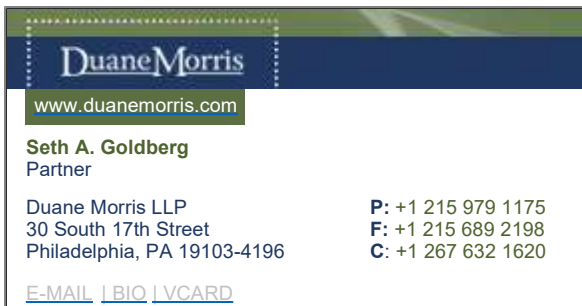 DuaneMorris
www.duanemorris.com
Seth A. Goldberg
Partner
Duane Morris LLP
30 South 17th Street
Philadelphia, PA 19103-4196
P: +1 215 979 1175
F: +1 215 689 2198
C: +1 267 632 1620
E-MAIL | BIO | VCARD